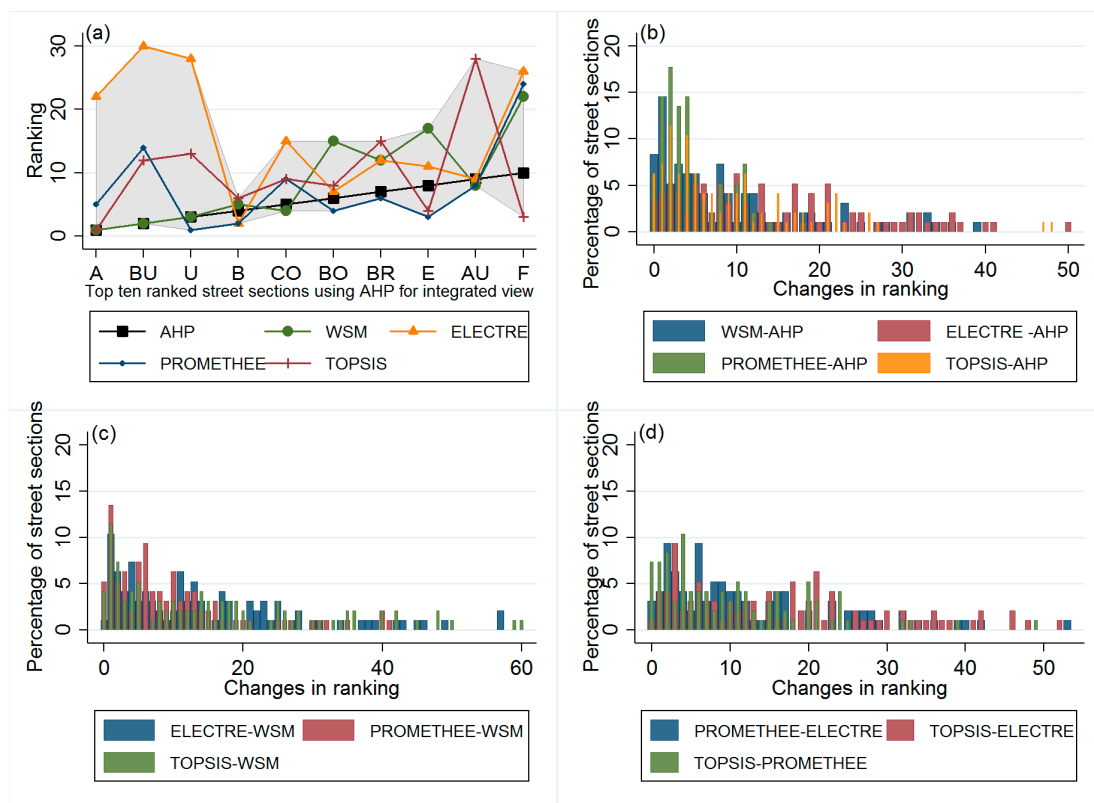 (a)
Ranking
30
20
10
0
A BU U B CO BO BR E AU F
Top ten ranked street sections using AHP for integrated view
AHP WSM ELECTRE
PROMETHEE TOPSIS
(b)
Percentage of street sections
20
15
10
5
0
0 10 20 30 40 50
Changes in ranking
WSM-AHP ELECTRE -AHP
PROMETHEE-AHP TOPSIS-AHP
(c)
Percentage of street sections
20
15
10
5
0
0 20 40 60
Changes in ranking
ELECTRE-WSM PROMETHEE-WSM
TOPSIS-WSM
(d)
Percentage of street sections
20
15
10
5
0
0 10 20 30 40 50
Changes in ranking
PROMETHEE-ELECTRE TOPSIS-ELECTRE
TOPSIS-PROMETHEE